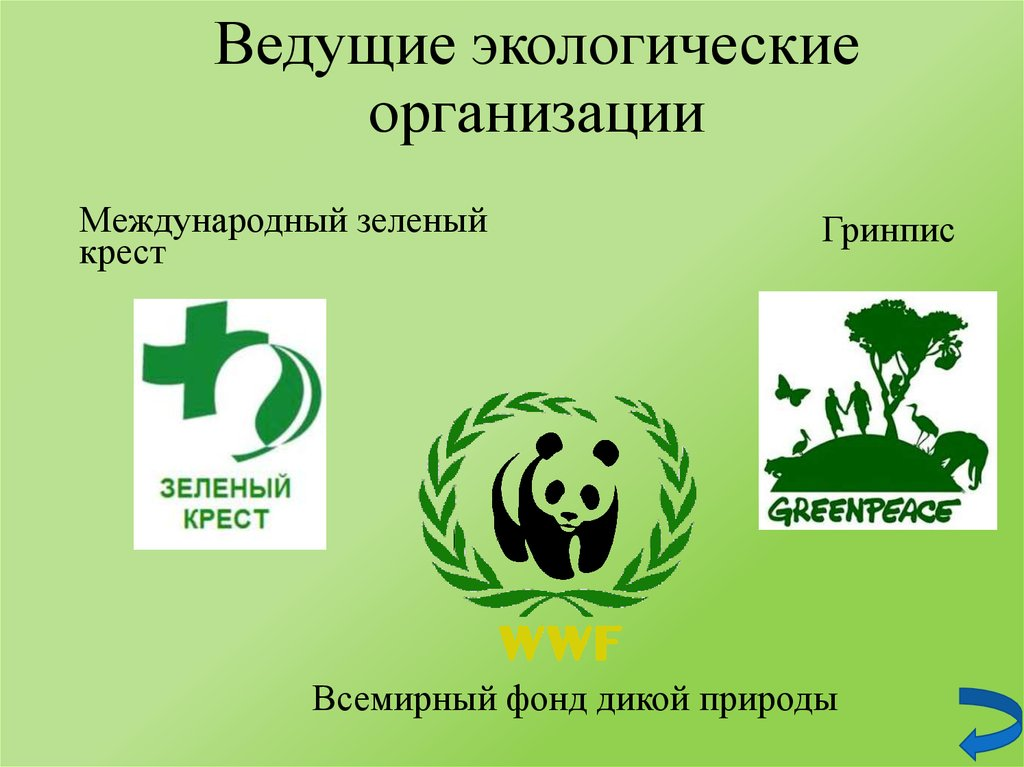 Ведущие экологические
организации
Международный зеленый
крест
Гринпис
ЗЕЛЕНЫЙ
КРЕСТ
GREENPEACE
WWF
Всемирный фонд дикой природы